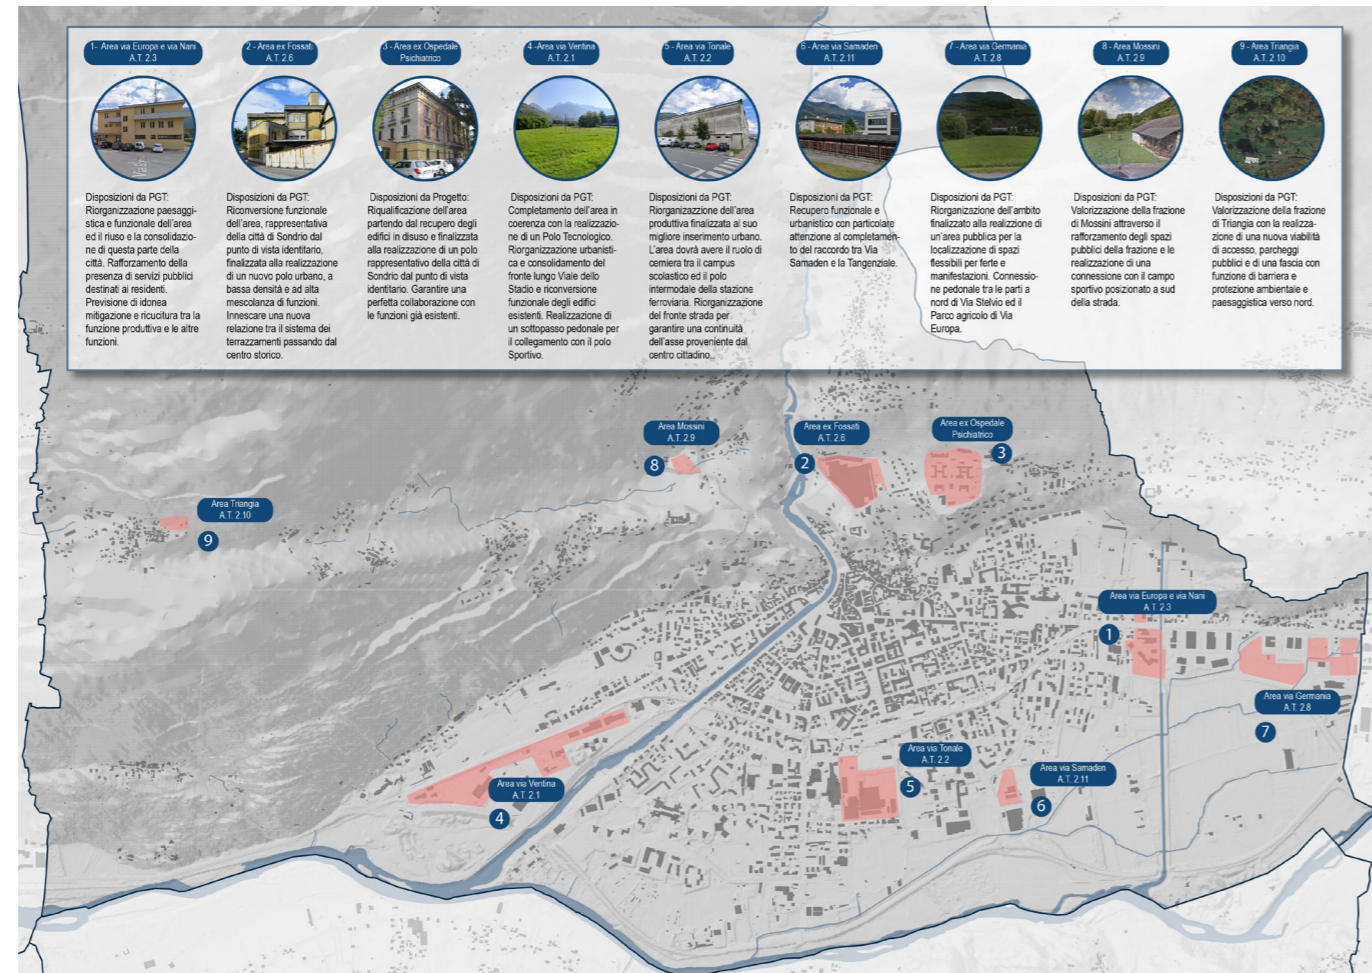 1- Area via Europa e via Nani
A.T. 2.3
Disposizioni da PGT:
Riorganizzazione paesaggi-
stica e funzionale dell'area
ed il riuso e la consolidazio-
ne di questa parte della
città. Rafforzamento della
presenza di servizi pubblici
destinati ai residenti.
Previsione di idonea
mitigazione e ricucitura tra la
funzione produttiva e le altre
funzioni.
2 - Area ex Fossati
A.T. 2.6
Disposizioni da PGT:
Riconversione funzionale
dell'area, rappresentativa
della città di Sondrio dal
punto di vista identitario,
finalizzata alla realizzazione
di un nuovo polo urbano, a
bassa densità e ad alta
mescolanza di funzioni.
Innescare una nuova
relazione tra il sistema dei
terrazzamenti passando dal
centro storico.
3 - Area ex Ospedale
Psichiatrico
Disposizioni da Progetto:
Riqualificazione dell'area
partendo dal recupero degli
edifici in disuso e finalizzata
alla realizzazione di un polo
rappresentativo della città di
Sondrio dal punto di vista
identitario. Garantire una
perfetta collaborazione con
le funzioni già esistenti.
4 -Area via Ventina
A.T. 2.1
Disposizioni da PGT:
Completamento dell'area in
coerenza con la realizzazio-
ne di un Polo Tecnologico.
Riorganizzazione urbanisti-
ca e consolidamento del
fronte lungo Viale dello
Stadio e riconversione
funzionale degli edifici
esistenti. Realizzazione di
un sottopasso pedonale per
il collegamento con il polo
Sportivo.
5 - Area via Tonale
A.T. 2.2
Disposizioni da PGT:
Riorganizazzione dell'area
produttiva finalizzata al suo
migliore inserimento urbano.
L'area dovà avere il ruolo di
cerniera tra il campus
scolastico ed il polo
intermodale della stazione
ferroviaria. Riorganizzazione
del fronte strada per
garantire una continuità
dell'asse proveniente dal
centro cittadino.
6 - Area via Samaden
A.T. 2.11
Disposizioni da PGT:
Recupero funzionale e
urbanistico con particolare
attenzione al completamen-
to del raccordo tra Via
Samaden e la Tangenziale.
7 - Area via Germania
A.T. 2.8
Disposizioni da PGT:
Riorganizzazione dell'ambito
finalizzato alla realizzione di
un'area pubblica per la
localizzazione di spazi
flessibili per ferte e
manifestazioni. Connessio-
ne pedonale tra le parti a
nord di Via Stelvio ed il
Parco agricolo di Via
Europa.
8 - Area Mossini
A.T. 2.9
Disposizioni da PGT:
Valorizzazione della frazione
di Mossini attraverso il
rafforzamento degli spazi
pubblici della frazione e le
realizzazione di una
connessione con il campo
sportivo posizionato a sud
della strada.
9 - Area Triangia
A.T. 2.10
Disposizioni da PGT:
Valorizzazione della frazione
di Triangia con la realizza-
zione di una nuova viabilità
di accesso, parcheggi
pubblici e di una fascia con
funzione di barriera e
protezione ambientale e
paesaggistica verso nord.
Area Mossini
A.T. 2.9
8
Area ex Fossati
A.T. 2.6
2
Area ex Ospedale
Psichiatrico
3
Area Triangia
A.T. 2.10
9
Area via Europa e via Nani
A.T. 2.3
1
Area via Germania
A.T. 2.8
7
Area via Tonale
A.T. 2.2
5
Area via Samaden
A.T. 2.11
6
Area via Ventina
A.T. 2.1
4